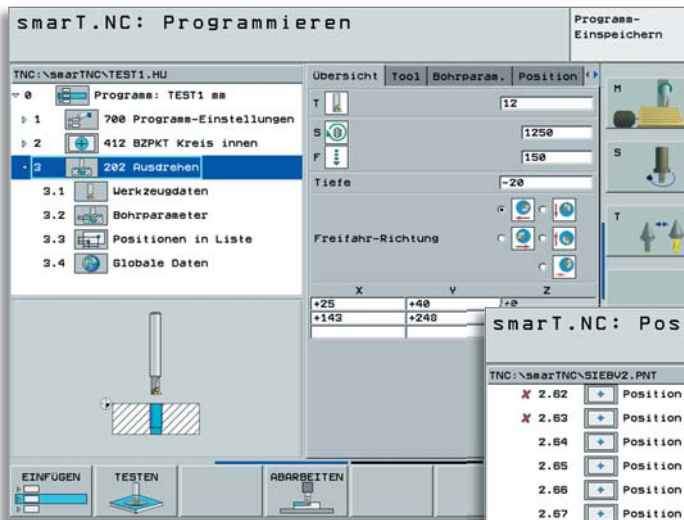 smarT.NC: Programmieren
Programm-
Einspeichern
TNC:\smarTNC\TEST1.HU
0 Programm: TEST1 mm
1 700 Programm-Einstellungen
2 412 BZPKT Kreis innen
3 202 Ausdrehen
3.1 Werkzeugdaten
3.2 Bohrparameter
3.3 Positionen in Liste
3.4 Globale Daten
Übersicht Tool Bohrparam. Position
T 12
S 1250
F 150
Tiefe -20
Freifahr-Richtung
X Y Z
+25 +40 +0
+143 +248
M
S
T
EINFÜGEN TESTEN ABARBEITEN
smarT.NC: Pos
TNC:\smarTNC\SIEBV2.PNT
2.62 Position
2.63 Position
2.64 Position
2.65 Position
2.66 Position
2.67 Position